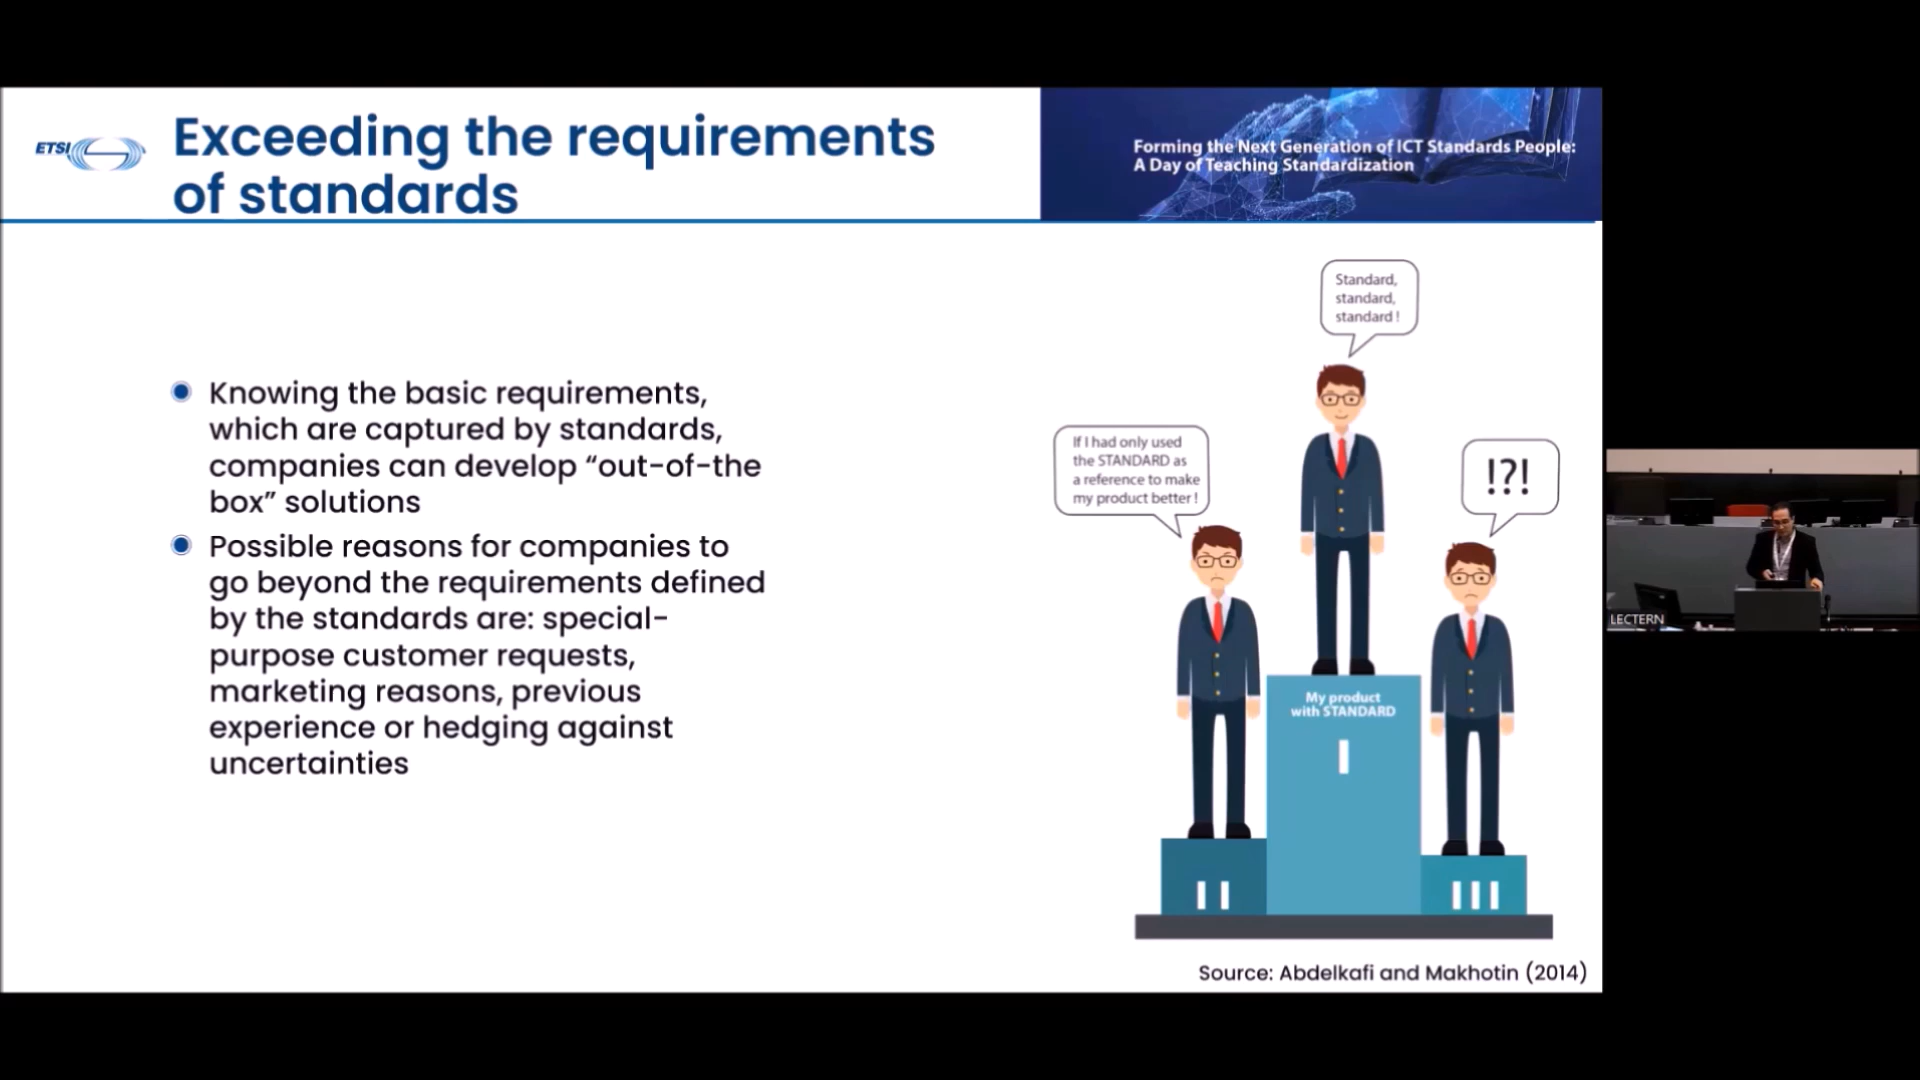 ETSI
Exceeding the requirements
of standards
Forming the Next Generation of ICT Standards People:
A Day of Teaching Standardization
Knowing the basic requirements,
which are captured by standards,
companies can develop “out-of-the
box” solutions
Possible reasons for companies to
go beyond the requirements defined
by the standards are: special-
purpose customer requests,
marketing reasons, previous
experience or hedging against
uncertainties
Standard,
standard,
standard !
If I had only used
the STANDARD as
a reference to make
my product better !
!?!
My product
with STANDARD
I
II
III
Source: Abdelkafi and Makhotin (2014)
LECTERN